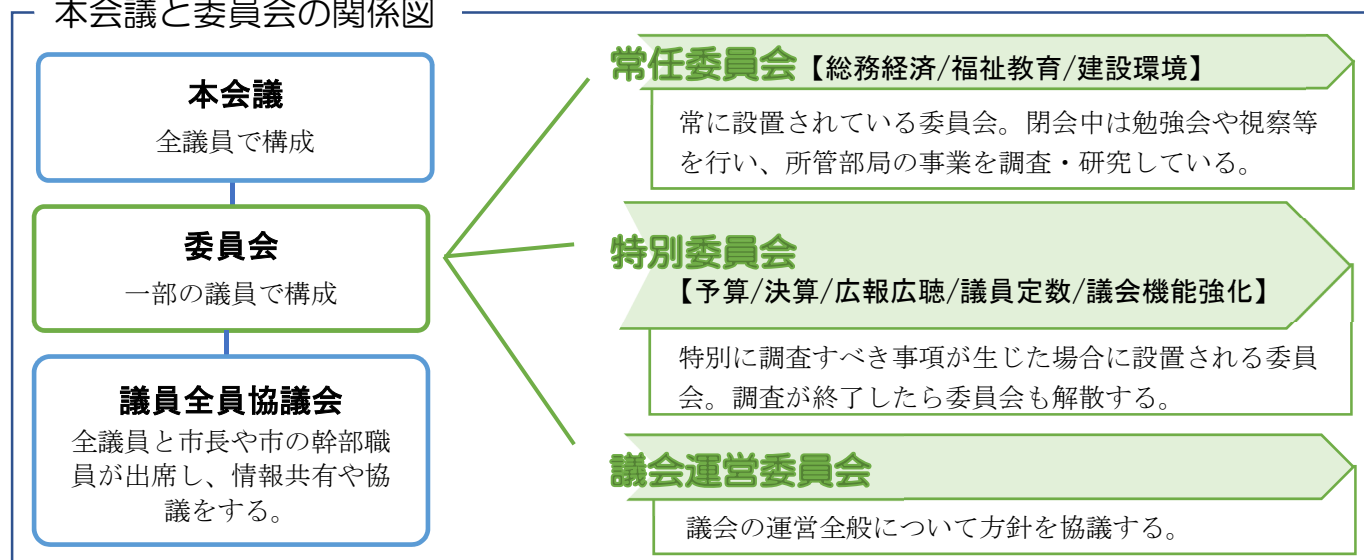 本会議と委員会の関係図
本会議
全議員で構成
委員会
一部の議員で構成
議員全員協議会
全議員と市長や市の幹部職
員が出席し、情報共有や協
議をする。
常任委員会【総務経済/福祉教育/建設環境】
常に設置されている委員会。閉会中は勉強会や視察等
を行い、所管部局の事業を調査・研究している。
特別委員会
【予算/決算/広報広聴/議員定数/議会機能強化】
特別に調査すべき事項が生じた場合に設置される委員
会。調査が終了したら委員会も解散する。
議会運営委員会
議会の運営全般について方針を協議する。